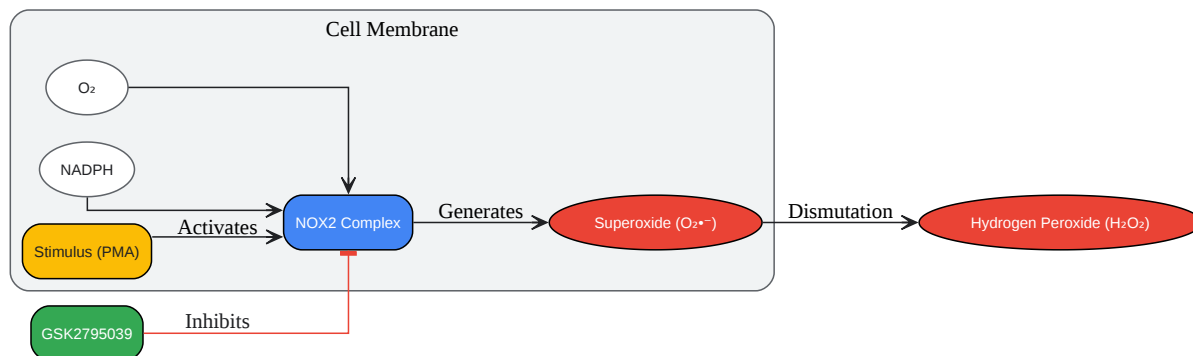 Cell Membrane
O₂
NADPH
Activates
Stimulus (PMA)
NOX2 Complex
Generates
Superoxide (O₂•⁻)
Dismutation
Hydrogen Peroxide (H₂O₂)
GSK2795039
Inhibits